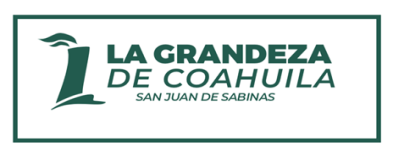 LA GRANDEZA
DE COAHUILA
SAN JUAN DE SABINAS